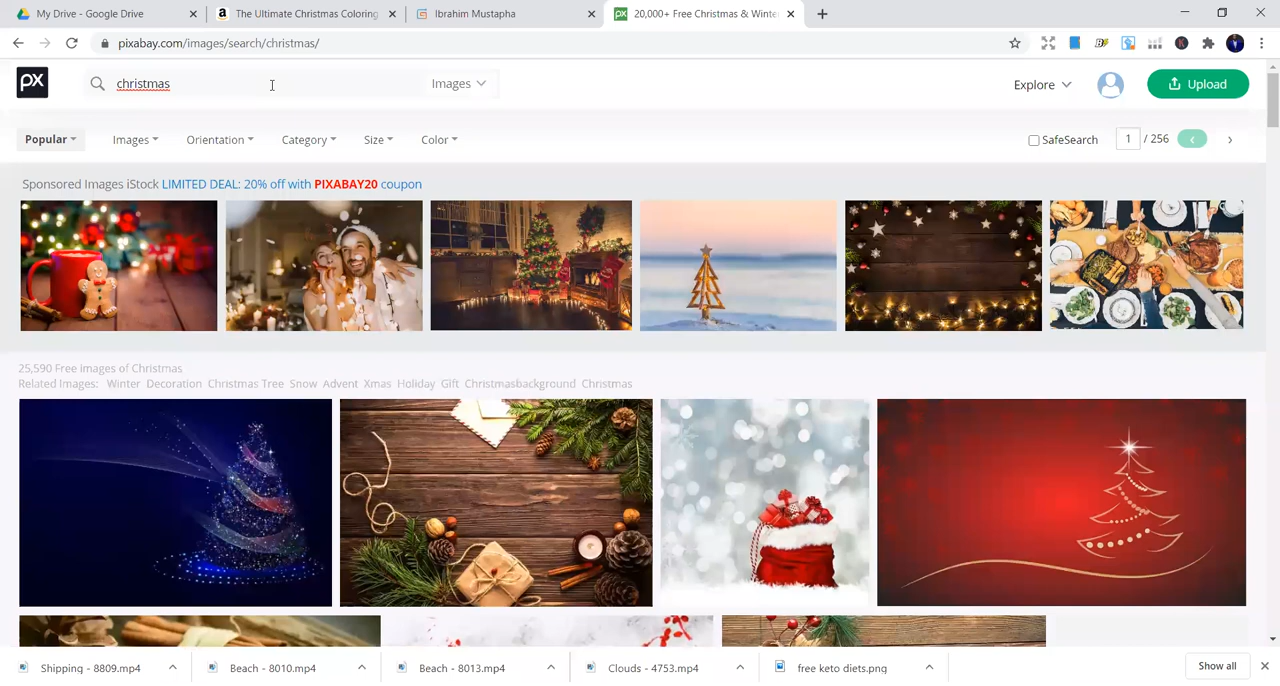 My Drive - Google Drive
The Ultimate Christmas Coloring
Ibrahim Mustapha
20,000+ Free Christmas & Winte
pixabay.com/images/search/christmas/
px
christmas
Images
Explore
Upload
Popular
Images
Orientation
Category
Size
Color
SafeSearch
1 / 256
Sponsored Images iStock LIMITED DEAL: 20% off with PIXABAY20 coupon
25,590 Free images of Christmas
Related Images: Winter Decoration Christmas Tree Snow Advent Xmas Holiday Gift Christmasbackground Christmas
Shipping - 8809.mp4
Beach - 8010.mp4
Beach - 8013.mp4
Clouds - 4753.mp4
free keto diets.png
Show all